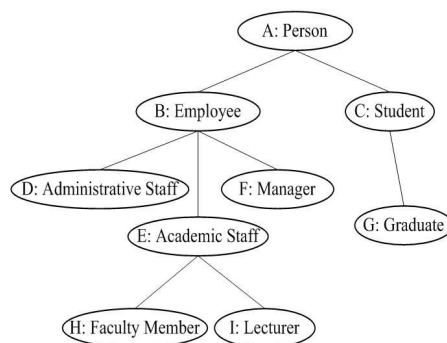 A: Person
B: Employee
C: Student
D: Administrative Staff
F: Manager
E: Academic Staff
G: Graduate
H: Faculty Member
I: Lecturer